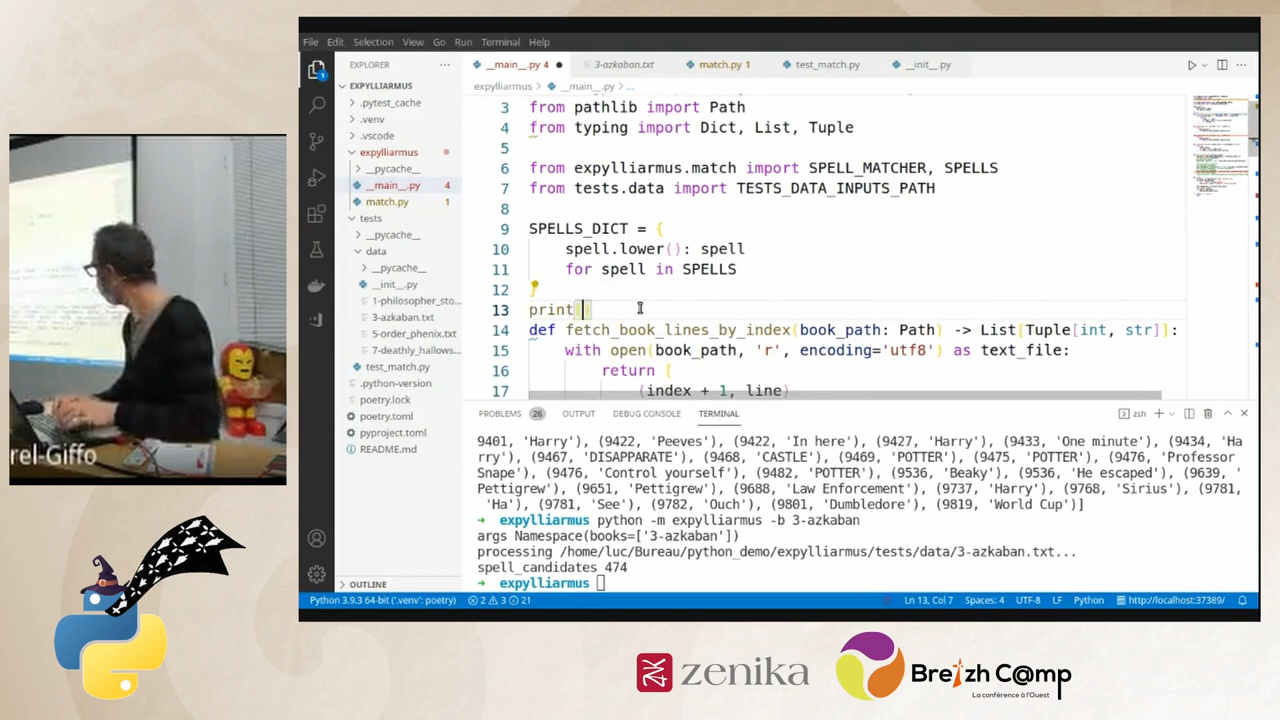 File Edit Selection View Go Run Terminal Help
EXPLORER ...
__main__.py 4
3-azkaban.txt
match.py 1
test_match.py
__init__.py
EXPYLLIARMUS
expylliarmus > __main__.py > ...
.pytest_cache
.venv
.vscode
expylliarmus
__pycache__
__main__.py 4
match.py 1
tests
__pycache__
data
__pycache__
__init__.py
1-philosopher_sto...
3-azkaban.txt
5-order_phenix.txt
7-deathly_hallows...
test_match.py
.python-version
poetry.lock
poetry.toml
pyproject.toml
README.md
OUTLINE
3 from pathlib import Path
4 from typing import Dict, List, Tuple
5
6 from expylliarmus.match import SPELL_MATCHER, SPELLS
7 from tests.data import TESTS_DATA_INPUTS_PATH
8
9 SPELLS_DICT = {
10 spell.lower(): spell
11 for spell in SPELLS
12 }
13 print()
14 def fetch_book_lines_by_index(book_path: Path) -> List[Tuple[int, str]]:
15 with open(book_path, 'r', encoding='utf8') as text_file:
16 return [
17 (index + 1, line)
PROBLEMS 26 OUTPUT DEBUG CONSOLE TERMINAL
zsh
9401, 'Harry'), (9422, 'Peeves'), (9422, 'In here'), (9427, 'Harry'), (9433, 'One minute'), (9434, 'Ha
rry'), (9467, 'DISAPPARATE'), (9468, 'CASTLE'), (9469, 'POTTER'), (9475, 'POTTER'), (9476, 'Professor
Snape'), (9476, 'Control yourself'), (9482, 'POTTER'), (9536, 'Beaky'), (9536, 'He escaped'), (9639, '
Pettigrew'), (9651, 'Pettigrew'), (9688, 'Law Enforcement'), (9737, 'Harry'), (9768, 'Sirius'), (9781,
'Ha'), (9781, 'See'), (9782, 'Ouch'), (9801, 'Dumbledore'), (9819, 'World Cup')]
➜ expylliarmus python -m expylliarmus -b 3-azkaban
args Namespace(books=['3-azkaban'])
processing /home/luc/Bureau/python_demo/expylliarmus/tests/data/3-azkaban.txt...
spell_candidates 474
➜ expylliarmus
Python 3.9.3 64-bit ('.venv': poetry) 2 3 21 Ln 13, Col 7 Spaces: 4 UTF-8 LF Python http://localhost:37389/
rel-Giffo
zenika
Breizh C@mp
La conférence à l'Ouest